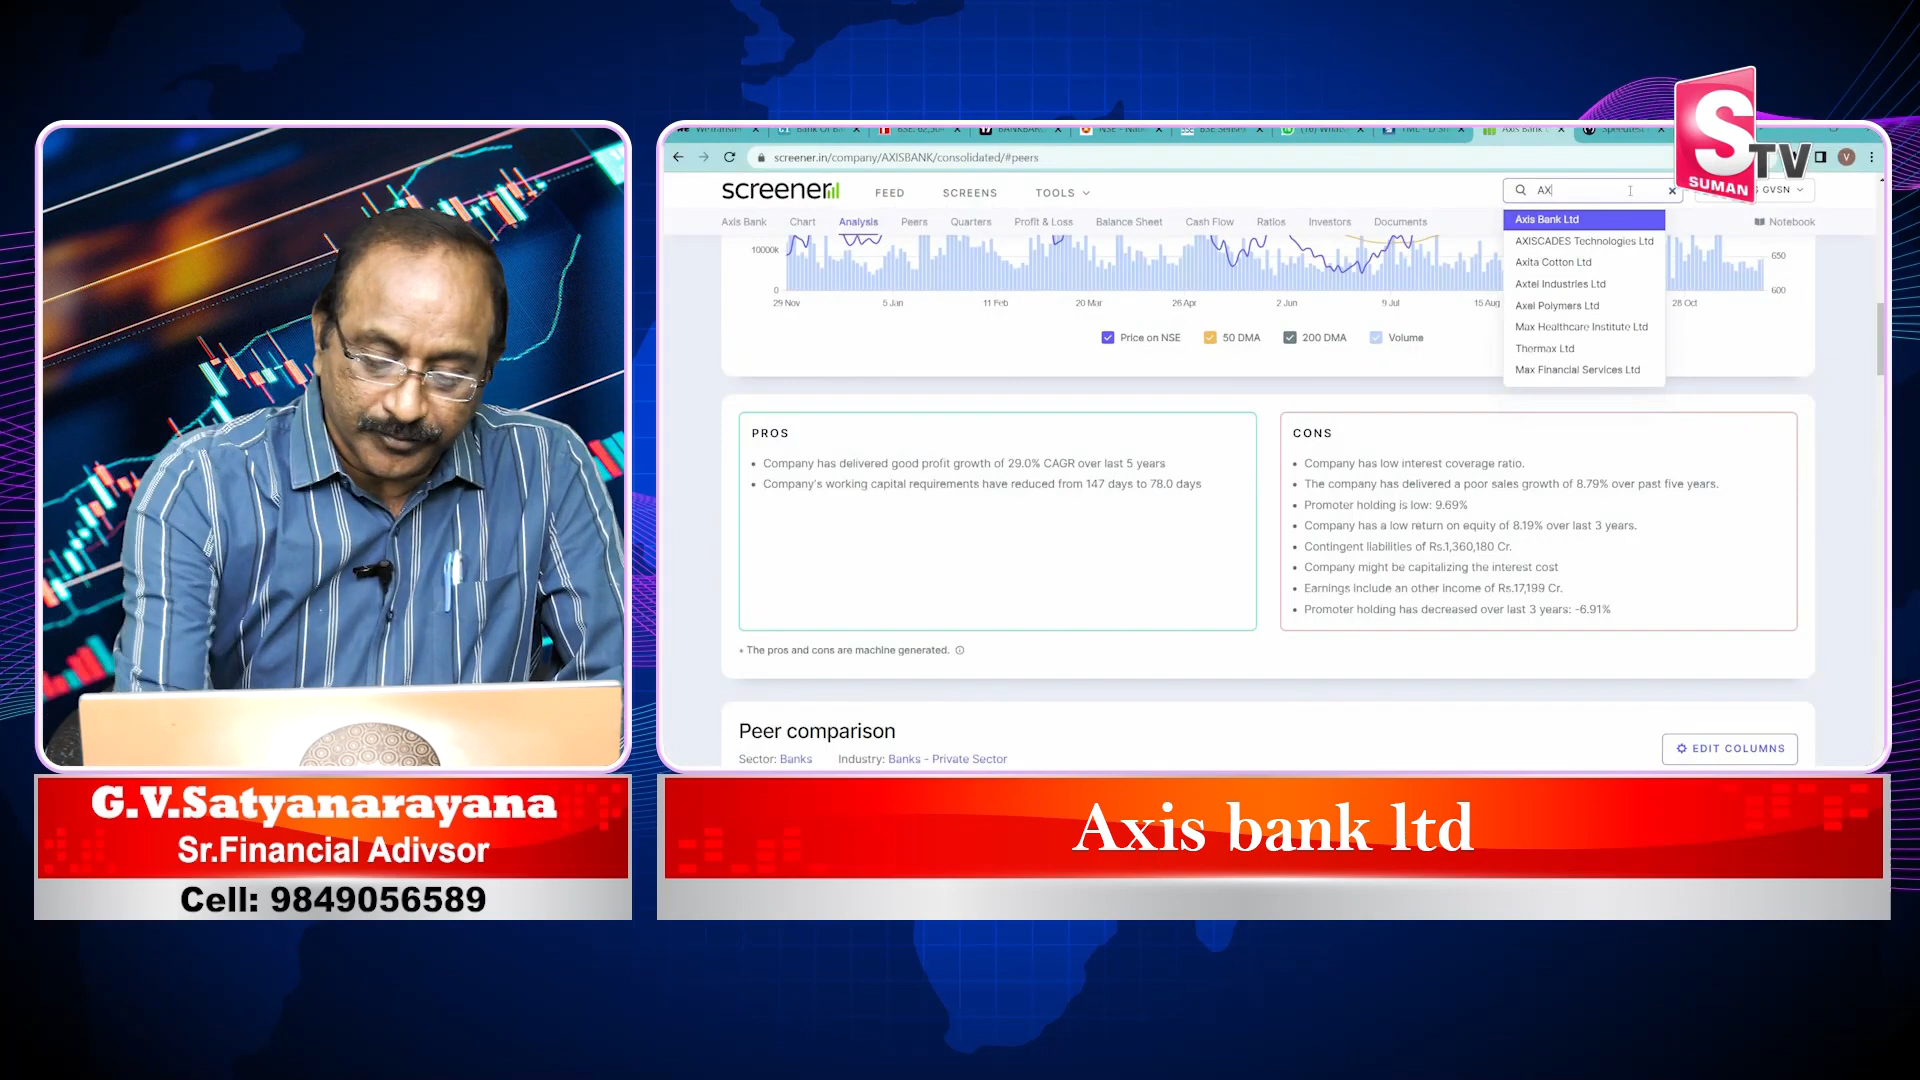 S
TV
SUMAN
screener.in/company/AXISBANK/consolidated/#peers
V
screener
FEED
SCREENS
TOOLS
AX
GVSN
Axis Bank
Chart
Analysis
Peers
Quarters
Profit & Loss
Balance Sheet
Cash Flow
Ratios
Investors
Documents
Notebook
Axis Bank Ltd
AXISCADES Technologies Ltd
Axita Cotton Ltd
Axtel Industries Ltd
Axel Polymers Ltd
Max Healthcare Institute Ltd
Thermax Ltd
Max Financial Services Ltd
10000k
0
650
600
29 Nov
5 Jan
11 Feb
20 Mar
26 Apr
2 Jun
9 Jul
15 Aug
28 Oct
Price on NSE
50 DMA
200 DMA
Volume
PROS
• Company has delivered good profit growth of 29.0% CAGR over last 5 years
• Company's working capital requirements have reduced from 147 days to 78.0 days
CONS
• Company has low interest coverage ratio.
• The company has delivered a poor sales growth of 8.79% over past five years.
• Promoter holding is low: 9.69%
• Company has a low return on equity of 8.19% over last 3 years.
• Contingent liabilities of Rs.1,360,180 Cr.
• Company might be capitalizing the interest cost
• Earnings include an other income of Rs.17,199 Cr.
• Promoter holding has decreased over last 3 years: -6.91%
* The pros and cons are machine generated.
Peer comparison
Sector: Banks
Industry: Banks - Private Sector
EDIT COLUMNS
G.V.Satyanarayana
Sr.Financial Adivsor
Cell: 9849056589
Axis bank ltd